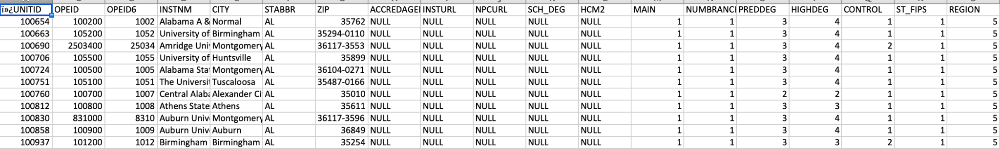 ï»¿UNITID OPEID OPEID6 INSTNM CITY STABBR ZIP ACCREDAGE INSTURL NPCURL SCH_DEG HCM2 MAIN NUMBRANC PREDDEG HIGHDEG CONTROL ST_FIPS REGION
100654 100200 1002 Alabama A & Normal AL 35762 NULL NULL NULL NULL NULL 1 1 3 4 1 1 5
100663 105200 1052 University of Birmingham AL 35294-0110 NULL NULL NULL NULL NULL 1 1 3 4 1 1 5
100690 2503400 25034 Amridge Uni Montgomery AL 36117-3553 NULL NULL NULL NULL NULL 1 1 3 4 2 1 5
100706 105500 1055 University of Huntsville AL 35899 NULL NULL NULL NULL NULL 1 1 3 4 1 1 5
100724 100500 1005 Alabama Sta Montgomery AL 36104-0271 NULL NULL NULL NULL NULL 1 1 3 4 1 1 5
100751 105100 1051 The Universi Tuscaloosa AL 35487-0166 NULL NULL NULL NULL NULL 1 1 3 4 1 1 5
100760 100700 1007 Central Alab Alexander Ci AL 35010 NULL NULL NULL NULL NULL 1 1 2 2 1 1 5
100812 100800 1008 Athens State Athens AL 35611 NULL NULL NULL NULL NULL 1 1 3 3 1 1 5
100830 831000 8310 Auburn Univ Montgomery AL 36117-3596 NULL NULL NULL NULL NULL 1 1 3 4 1 1 5
100858 100900 1009 Auburn Univ Auburn AL 36849 NULL NULL NULL NULL NULL 1 1 3 4 1 1 5
100937 101200 1012 Birmingham Birmingham AL 35254 NULL NULL NULL NULL NULL 1 1 3 3 2 1 5